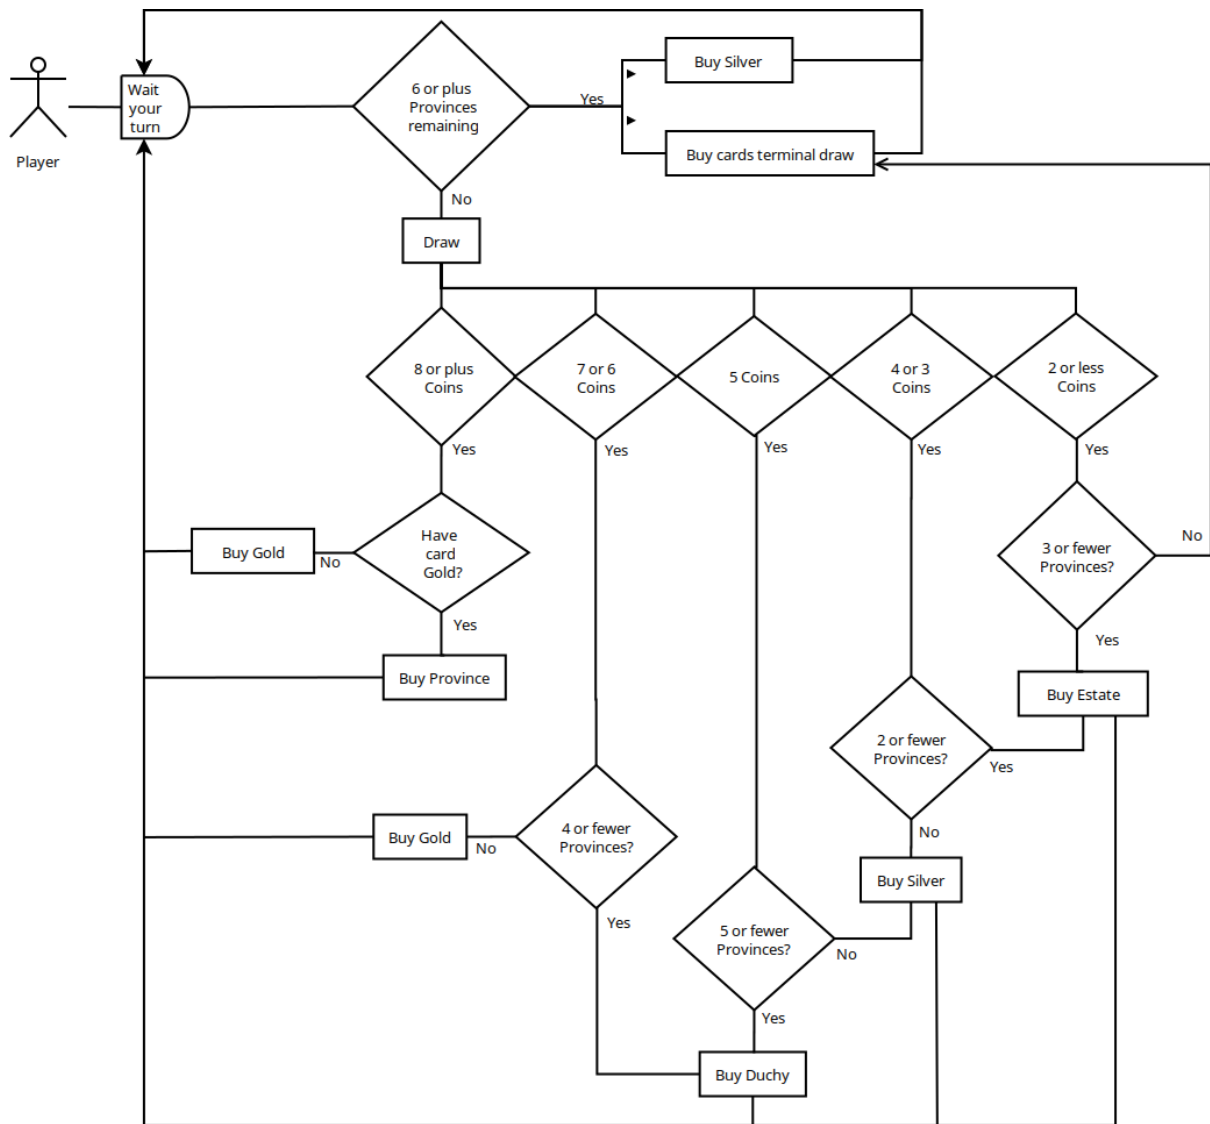 Player
Wait
your
turn
6 or plus
Provinces
remaining
Yes
Buy Silver
Buy cards terminal draw
No
Draw
8 or plus
Coins
7 or 6
Coins
5 Coins
4 or 3
Coins
2 or less
Coins
Yes
Yes
Yes
Yes
Yes
Buy Gold
No
Have
card
Gold?
3 or fewer
Provinces?
No
Yes
Yes
Buy Province
Buy Estate
2 or fewer
Provinces?
Yes
Buy Gold
No
4 or fewer
Provinces?
No
Buy Silver
Yes
5 or fewer
Provinces?
No
Yes
Buy Duchy